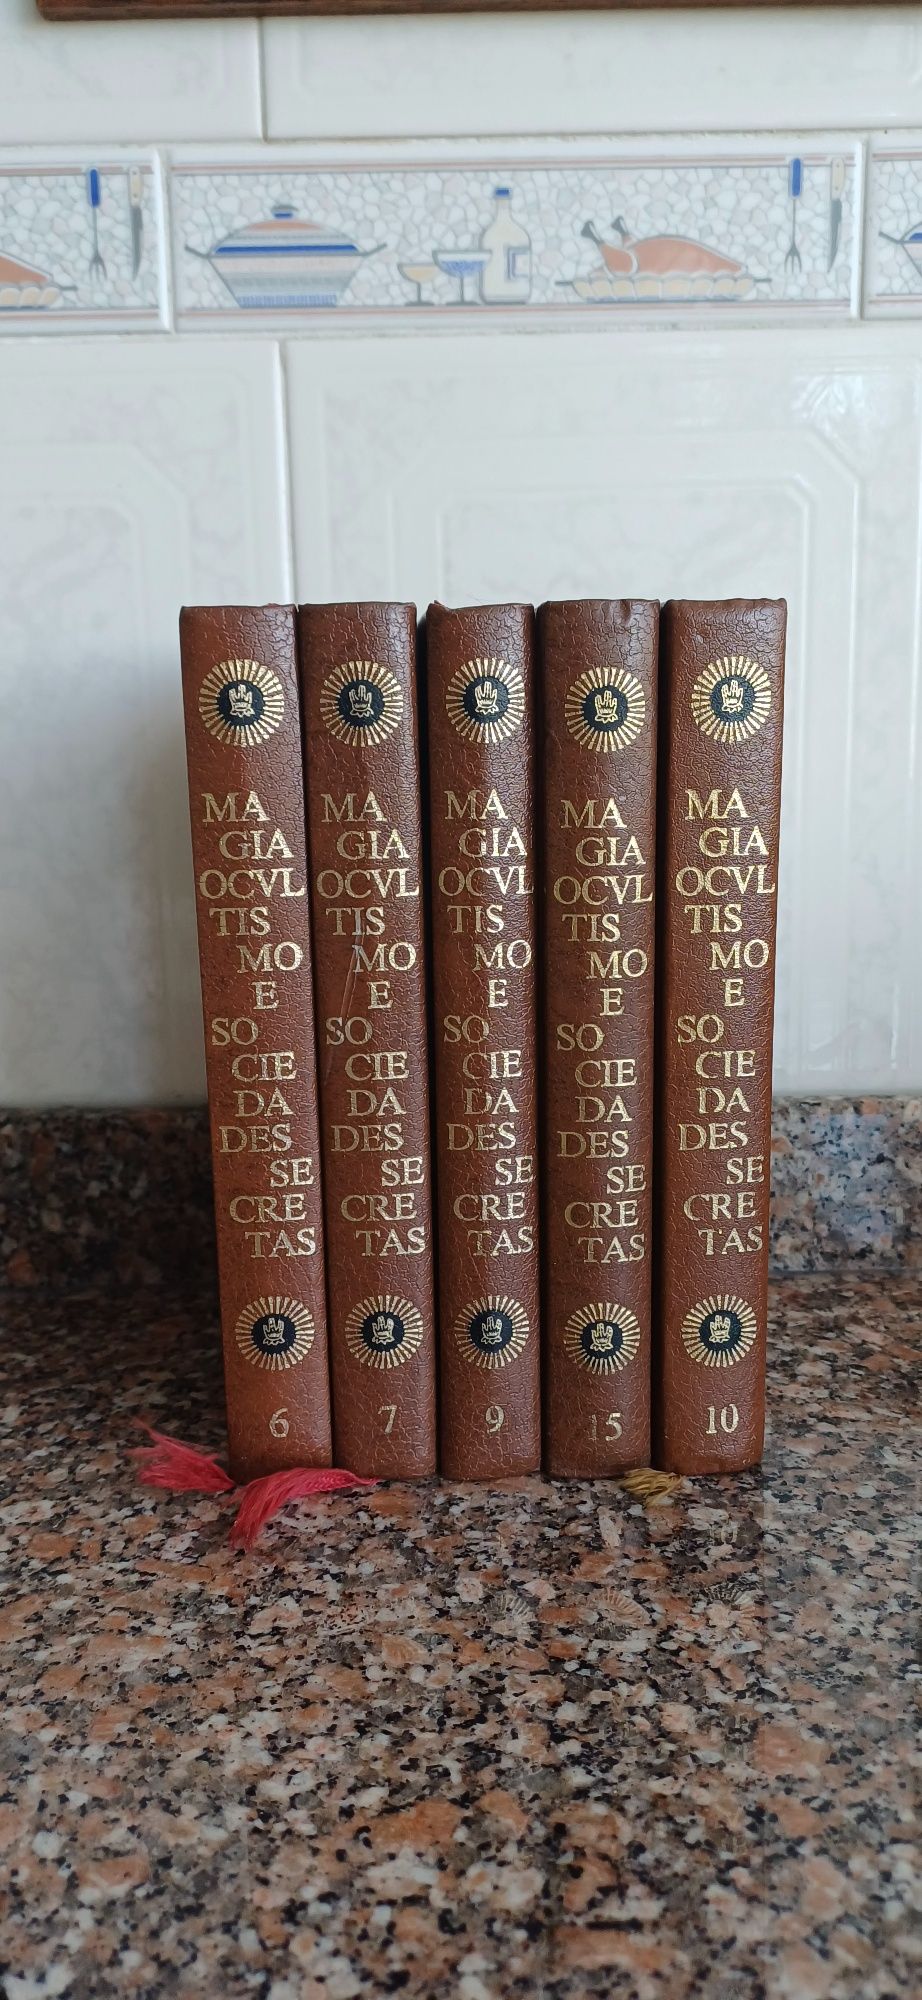 MA
GIA
OCVL
TIS
MO
E
SO
CIE
DA
DES
SE
CRE
TAS
6
MA
GIA
OCVL
TIS
MO
E
SO
CIE
DA
DES
SE
CRE
TAS
7
MA
GIA
OCVL
TIS
MO
E
SO
CIE
DA
DES
SE
CRE
TAS
9
MA
GIA
OCVL
TIS
MO
E
SO
CIE
DA
DES
SE
CRE
TAS
15
MA
GIA
OCVL
TIS
MO
E
SO
CIE
DA
DES
SE
CRE
TAS
10